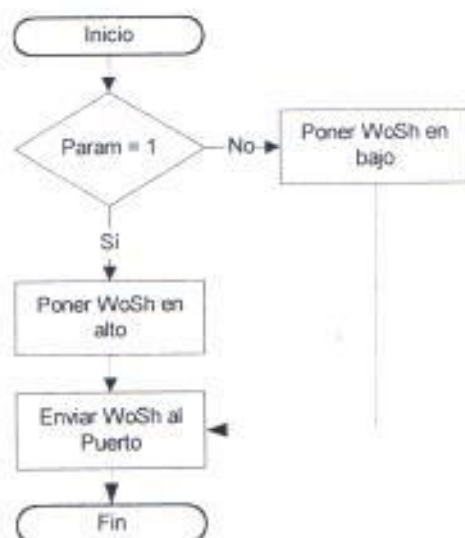 Inicio
Param = 1
No
Poner WoSh en
bajo
Si
Poner WoSh en
alto
Enviar WoSh al
Puerto
Fin